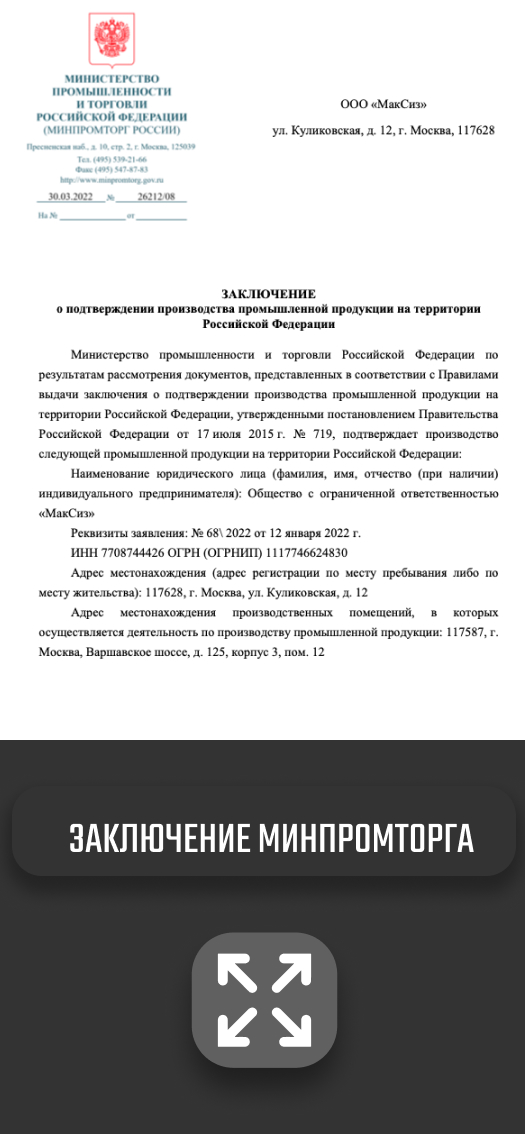 МИНИСТЕРСТВО
ПРОМЫШЛЕННОСТИ
И ТОРГОВЛИ
РОССИЙСКОЙ ФЕДЕРАЦИИ
(МИНПРОМТОРГ РОССИИ)
Пресненская наб., д. 10, стр. 2, г. Москва, 125039
Тел. (495) 539-21-66
Факс (495) 547-87-83
http://www.minpromtorg.gov.ru
30.03.2022 № 26212/08
На № от
ООО «МакСиз»
ул. Куликовская, д. 12, г. Москва, 117628
ЗАКЛЮЧЕНИЕ
о подтверждении производства промышленной продукции на территории
Российской Федерации
Министерство промышленности и торговли Российской Федерации по
результатам рассмотрения документов, представленных в соответствии с Правилами
выдачи заключения о подтверждении производства промышленной продукции на
территории Российской Федерации, утвержденными постановлением Правительства
Российской Федерации от 17 июля 2015 г. № 719, подтверждает производство
следующей промышленной продукции на территории Российской Федерации:
Наименование юридического лица (фамилия, имя, отчество (при наличии)
индивидуального предпринимателя): Общество с ограниченной ответственностью
«МакСиз»
Реквизиты заявления: № 68\ 2022 от 12 января 2022 г.
ИНН 7708744426 ОГРН (ОГРНИП) 1117746624830
Адрес местонахождения (адрес регистрации по месту пребывания либо по
месту жительства): 117628, г. Москва, ул. Куликовская, д. 12
Адрес местонахождения производственных помещений, в которых
осуществляется деятельность по производству промышленной продукции: 117587, г.
Москва, Варшавское шоссе, д. 125, корпус 3, пом. 12
ЗАКЛЮЧЕНИЕ МИНПРОМТОРГА